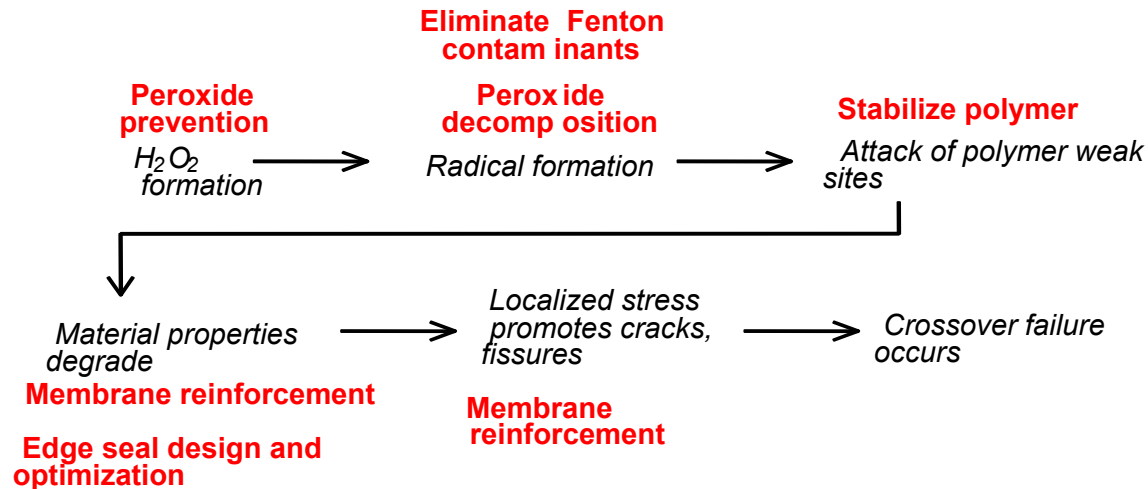 Eliminate Fenton
contam inants
Peroxide
prevention
Perox ide
decomp osition
Stabilize polymer
H2O2
formation
Radical formation
Attack of polymer weak
sites
Material properties
degrade
Localized stress
promotes cracks,
fissures
Crossover failure
occurs
Membrane reinforcement
Membrane
reinforcement
Edge seal design and
optimization